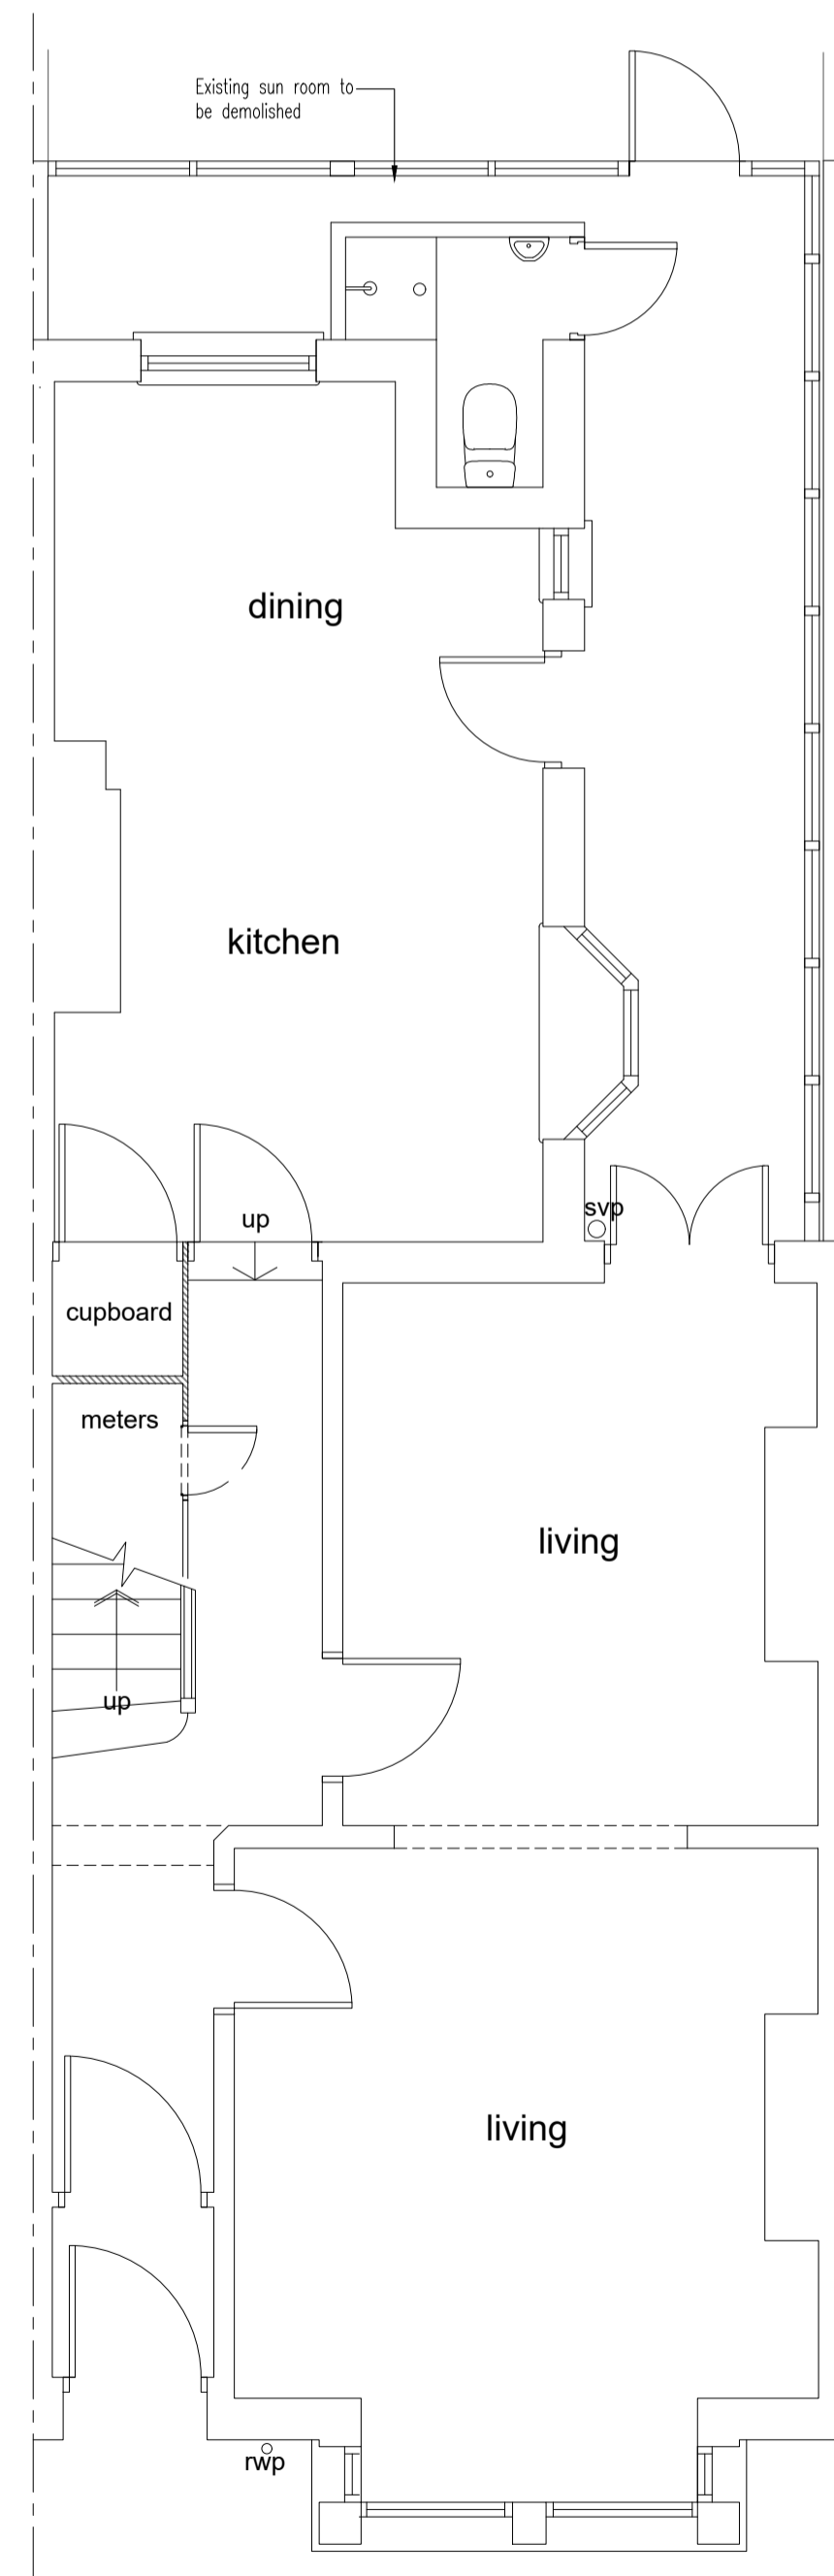 Existing sun room to
be demolished
dining
kitchen
up
svp
cupboard
meters
living
up
living
rwp